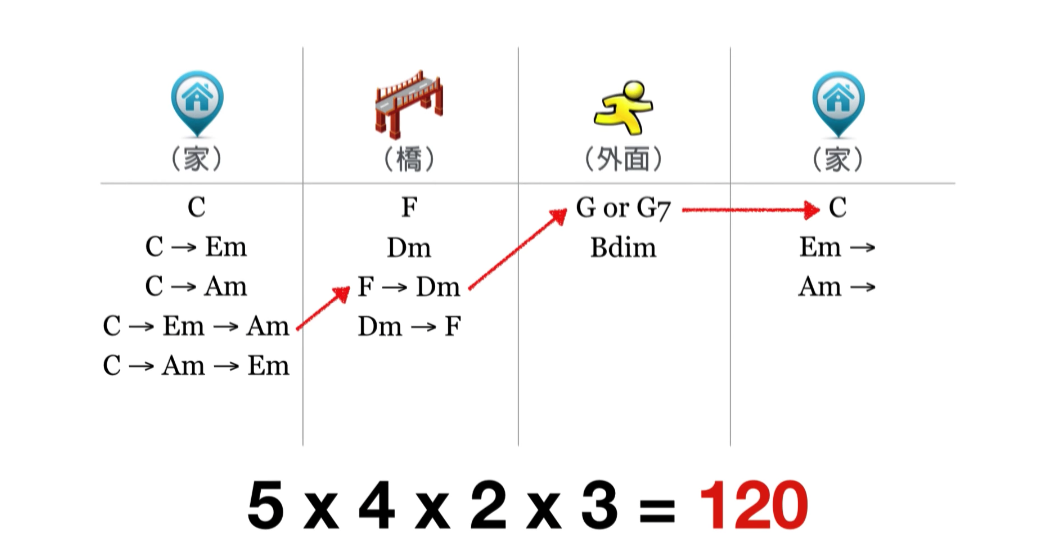 （家） （橋） （外面） （家）
C F G or G7 C
C → Em Dm Bdim Em →
C → Am F → Dm Am →
C → Em → Am Dm → F
C → Am → Em
5 x 4 x 2 x 3 = 120